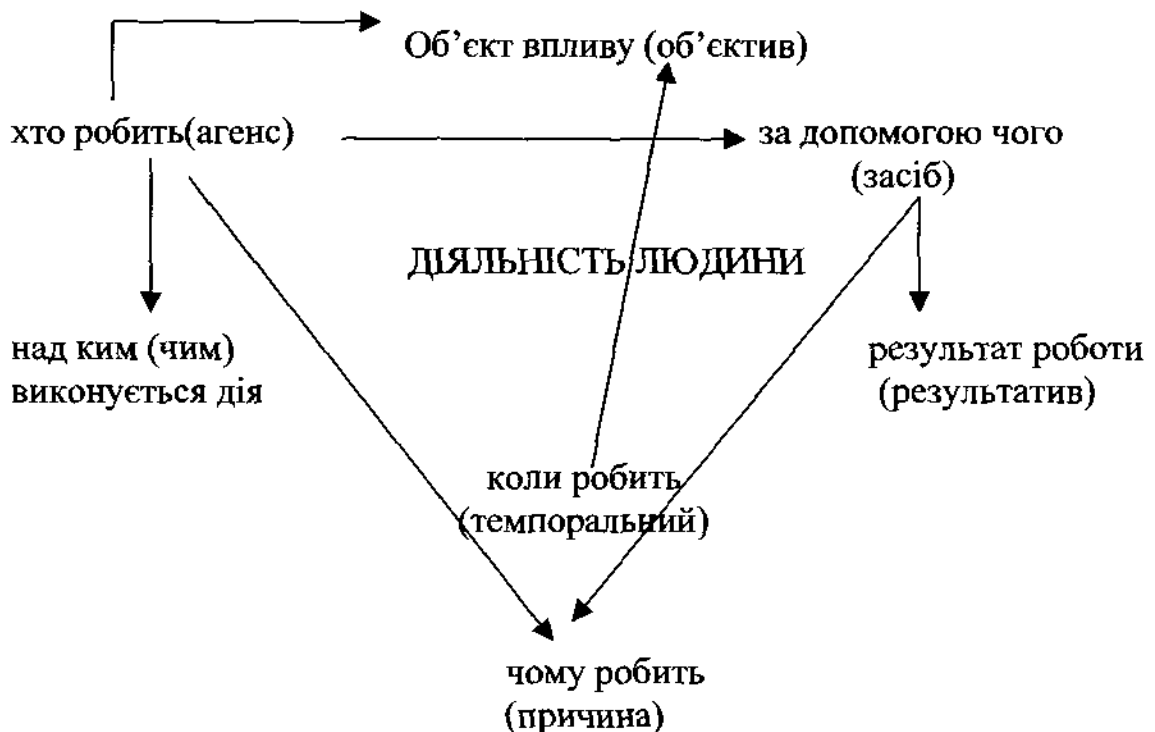 Об’єкт впливу (об’єктив)
хто робить(агенс)
за допомогою чого
(засіб)
ДІЯЛЬНІСТЬ ЛЮДИНИ
над ким (чим)
виконується дія
результат роботи
(результатив)
коли робить
(темпоральний)
чому робить
(причина)